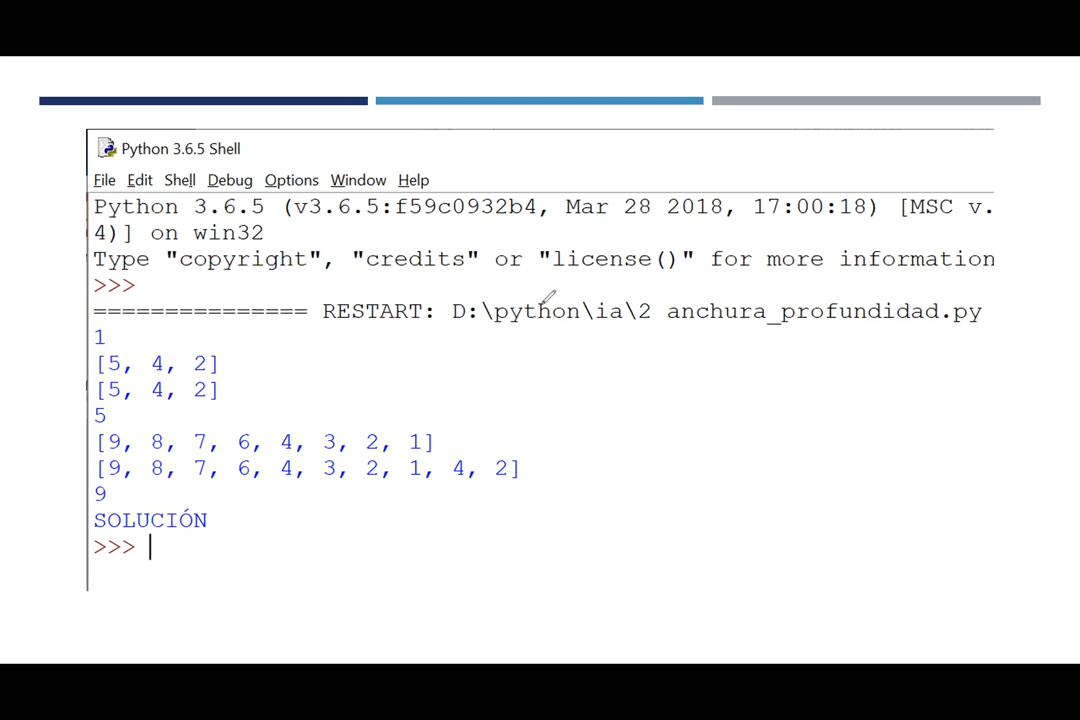 Python 3.6.5 Shell
File Edit Shell Debug Options Window Help
Python 3.6.5 (v3.6.5:f59c0932b4, Mar 28 2018, 17:00:18) [MSC v.
4)] on win32
Type "copyright", "credits" or "license()" for more information
>>>
=============== RESTART: D:\python\ia\2 anchura_profundidad.py
1
[5, 4, 2]
[5, 4, 2]
5
[9, 8, 7, 6, 4, 3, 2, 1]
[9, 8, 7, 6, 4, 3, 2, 1, 4, 2]
9
SOLUCIÓN
>>>